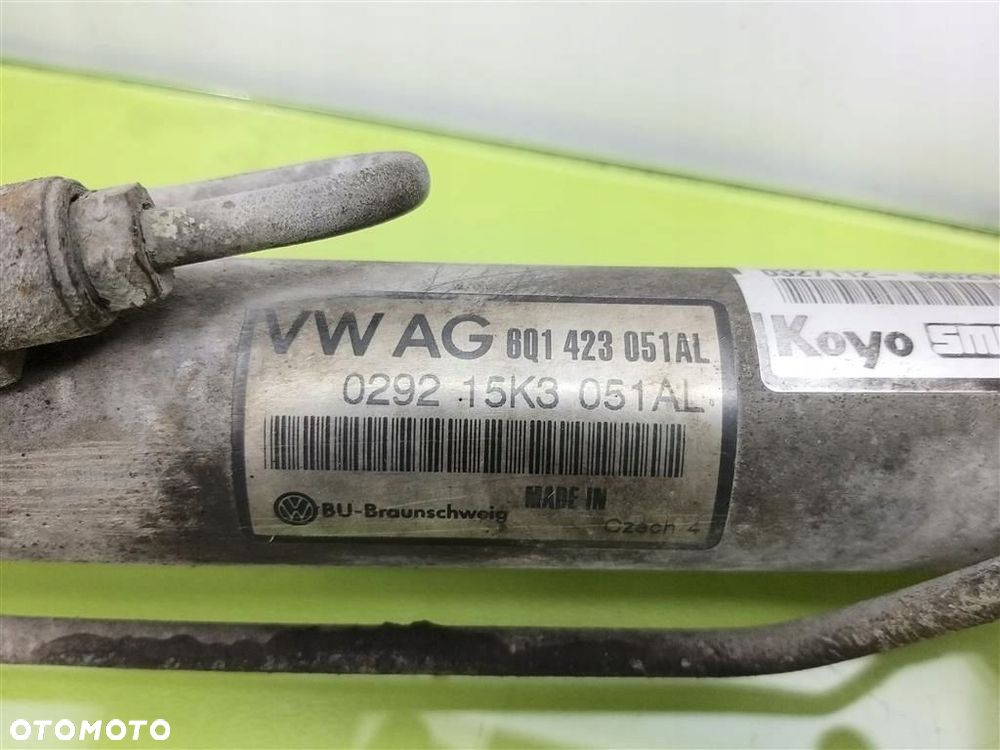 VW AG 6Q1 423 051AL
0292 15K3 051AL
MADE IN
BU-Braunschweig
Czech 4
Koyo
OTOMOTO